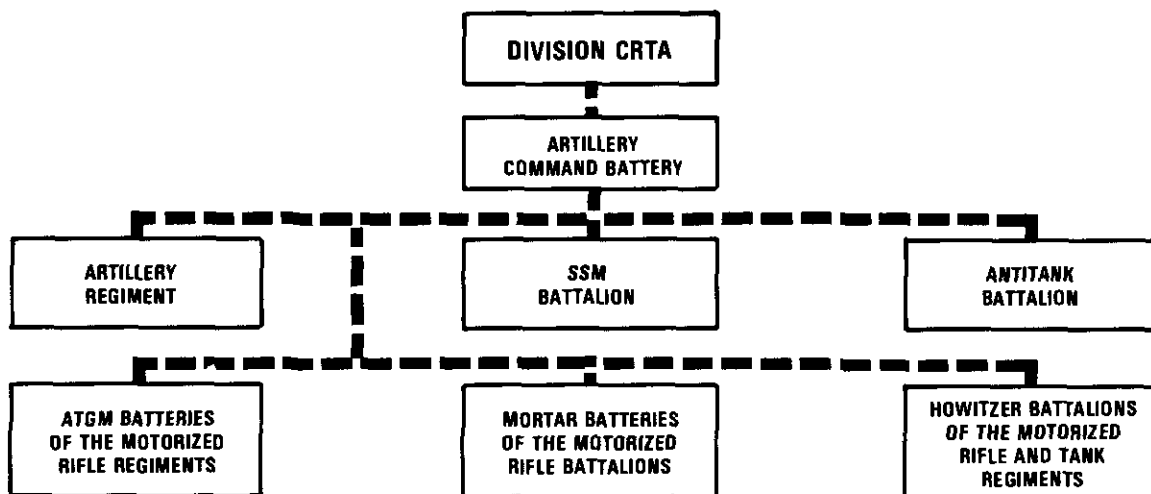 DIVISION CRTA
ARTILLERY
COMMAND BATTERY
ARTILLERY
REGIMENT
SSM
BATTALION
ANTITANK
BATTALION
ATGM BATTERIES
OF THE MOTORIZED
RIFLE REGIMENTS
MORTAR BATTERIES
OF THE MOTORIZED
RIFLE BATTALIONS
HOWITZER BATTALIONS
OF THE MOTORIZED
RIFLE AND TANK
REGIMENTS